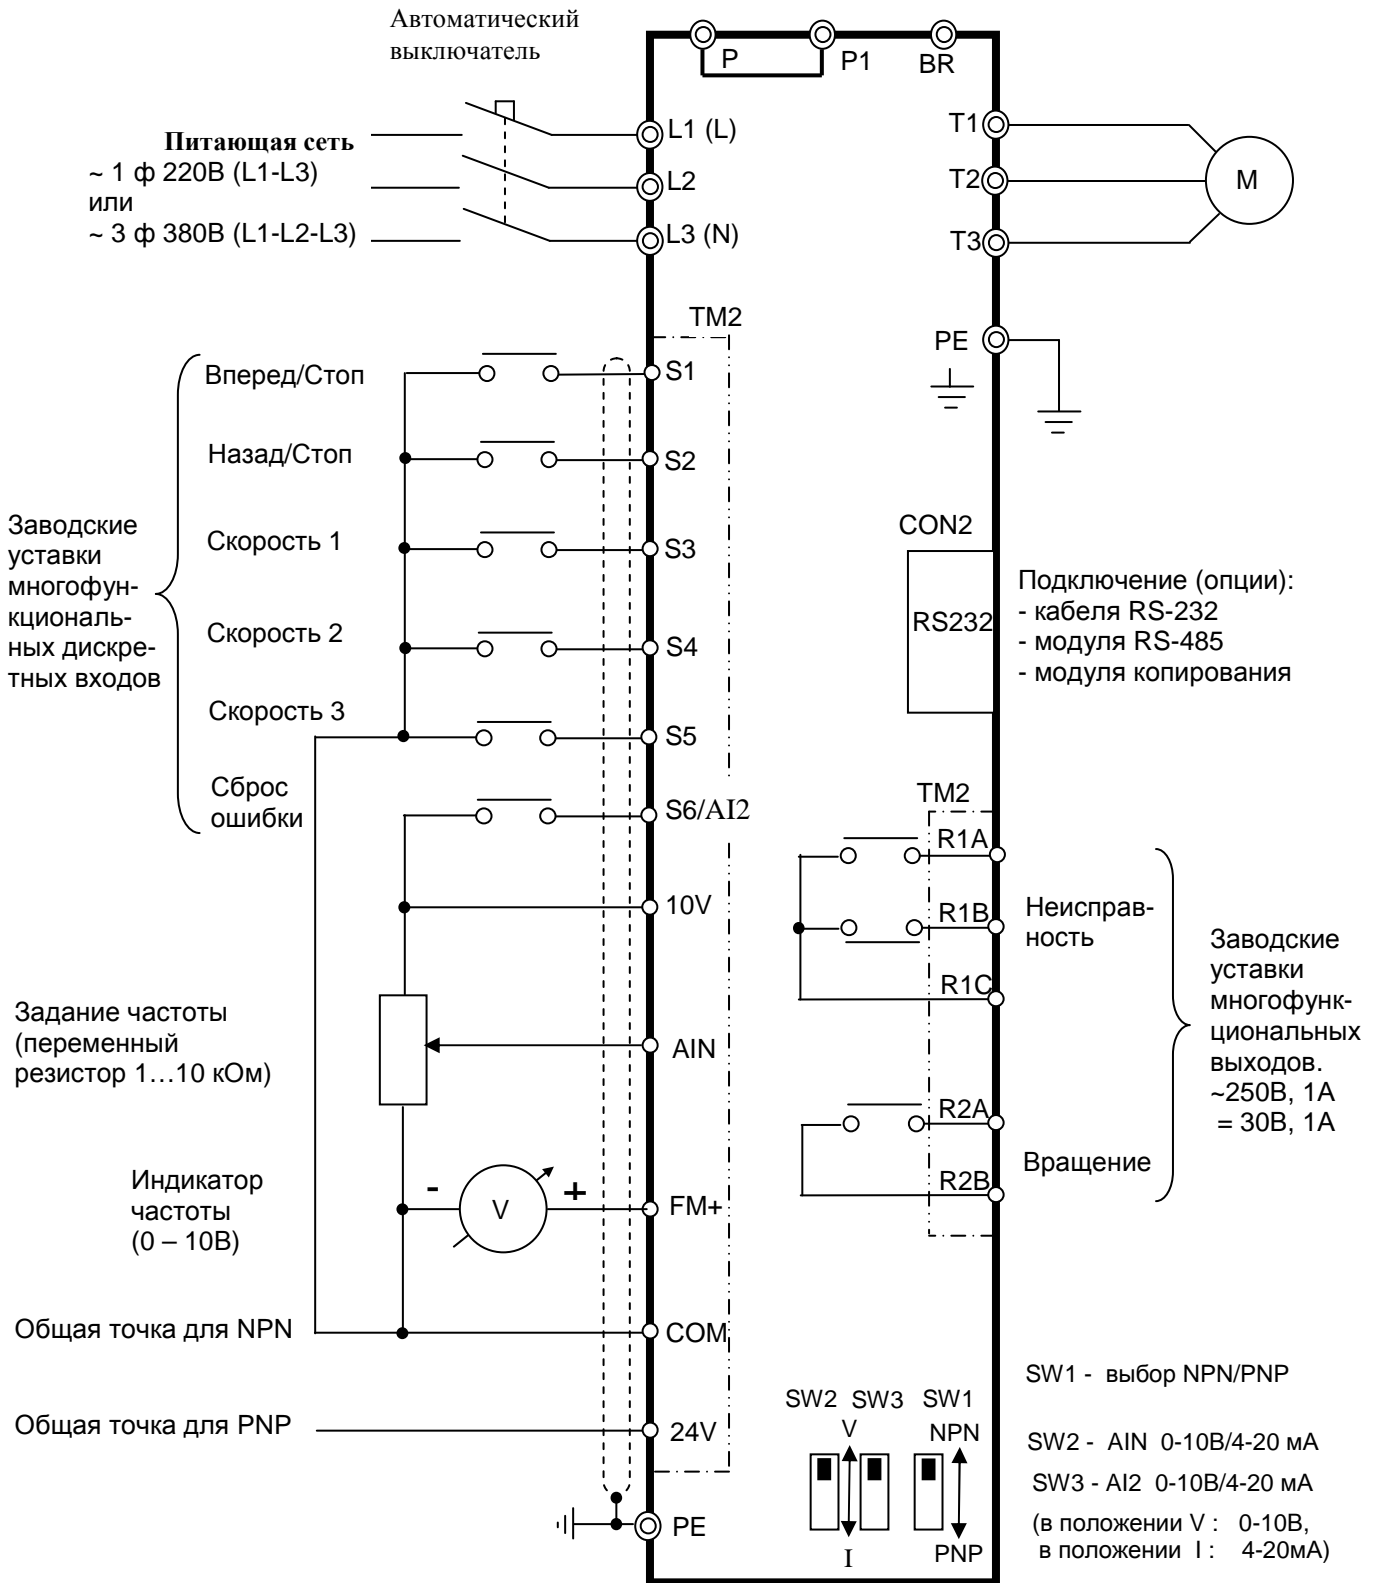 Автоматический
выключатель
P
P1
BR
Питающая сеть
~ 1 ф 220В (L1-L3)
или
~ 3 ф 380В (L1-L2-L3)
L1 (L)
L2
L3 (N)
T1
T2
T3
M
PE
TM2
Заводские
уставки
многофун-
кциональ-
ных дискре-
тных входов
Вперед/Стоп
S1
Назад/Стоп
S2
Скорость 1
S3
Скорость 2
S4
Скорость 3
S5
Сброс
ошибки
S6/AI2
10V
Задание частоты
(переменный
резистор 1…10 кОм)
AIN
Индикатор
частоты
(0 – 10В)
-
V
+
FM+
Общая точка для NPN
COM
Общая точка для PNP
24V
PE
CON2
RS232
Подключение (опции):
- кабеля RS-232
- модуля RS-485
- модуля копирования
TM2
R1A
R1B
R1C
Неисправ-
ность
R2A
R2B
Вращение
Заводские
уставки
многофунк-
циональных
выходов.
~250В, 1А
= 30В, 1А
SW2 SW3 SW1
V
NPN
I
PNP
SW1 - выбор NPN/PNP
SW2 - AIN 0-10В/4-20 мА
SW3 - AI2 0-10В/4-20 мА
(в положении V : 0-10В,
в положении I : 4-20мА)